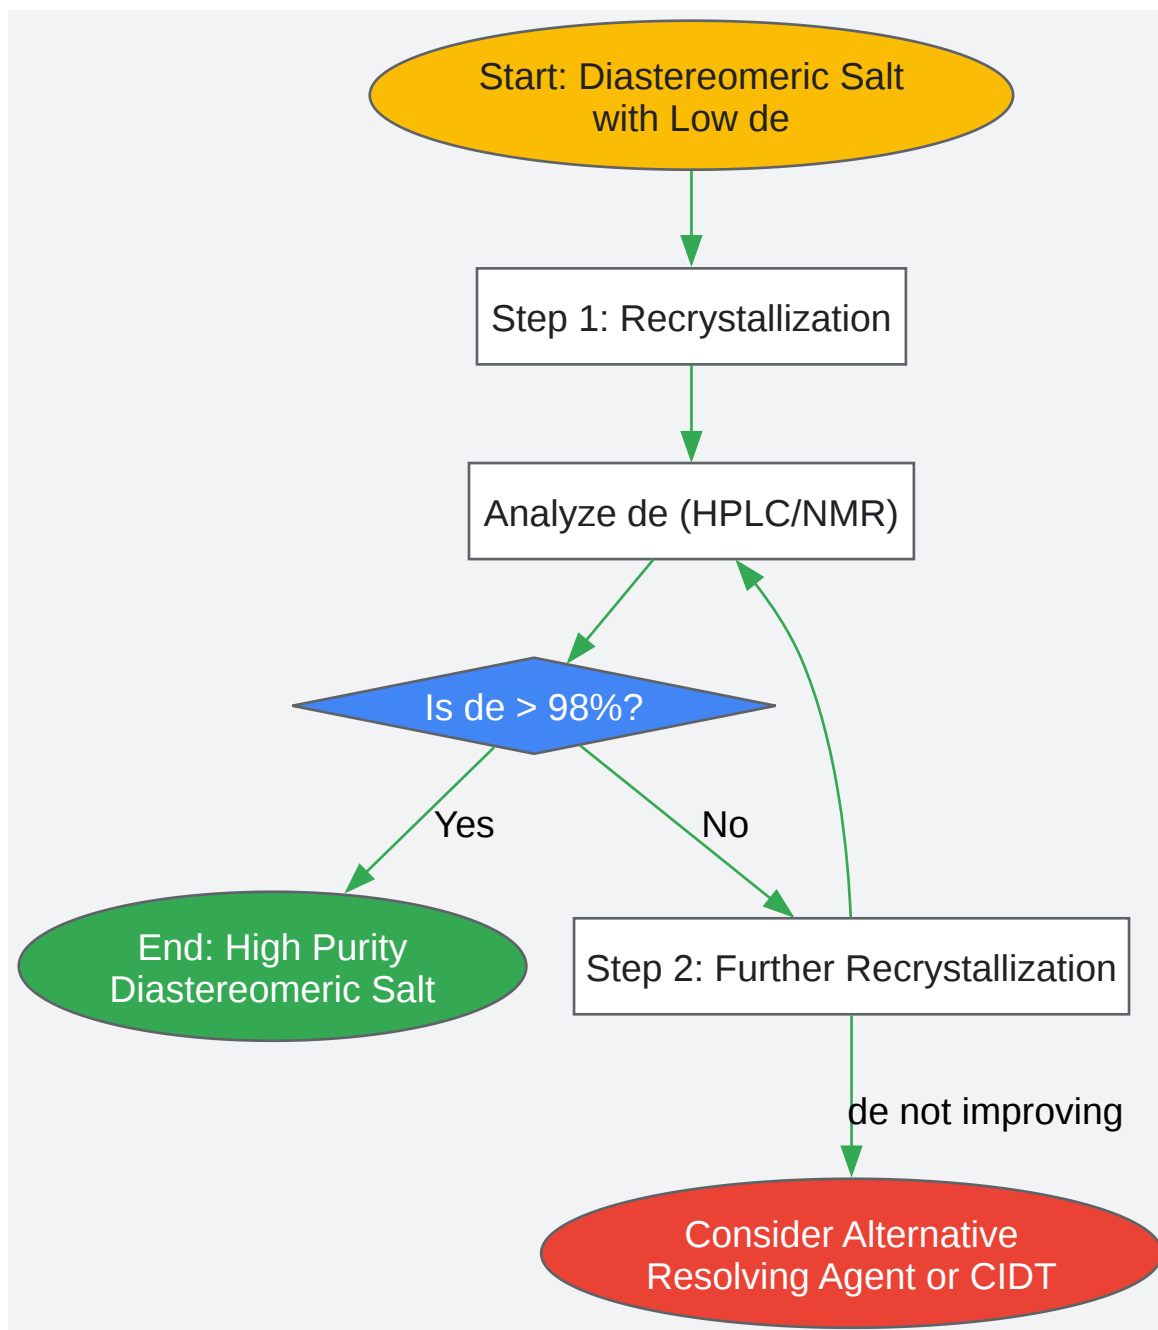 Start: Diastereomeric Salt
with Low de
Step 1: Recrystallization
Analyze de (HPLC/NMR)
Is de > 98%?
Yes
No
End: High Purity
Diastereomeric Salt
Step 2: Further Recrystallization
de not improving
Consider Alternative
Resolving Agent or CIDT